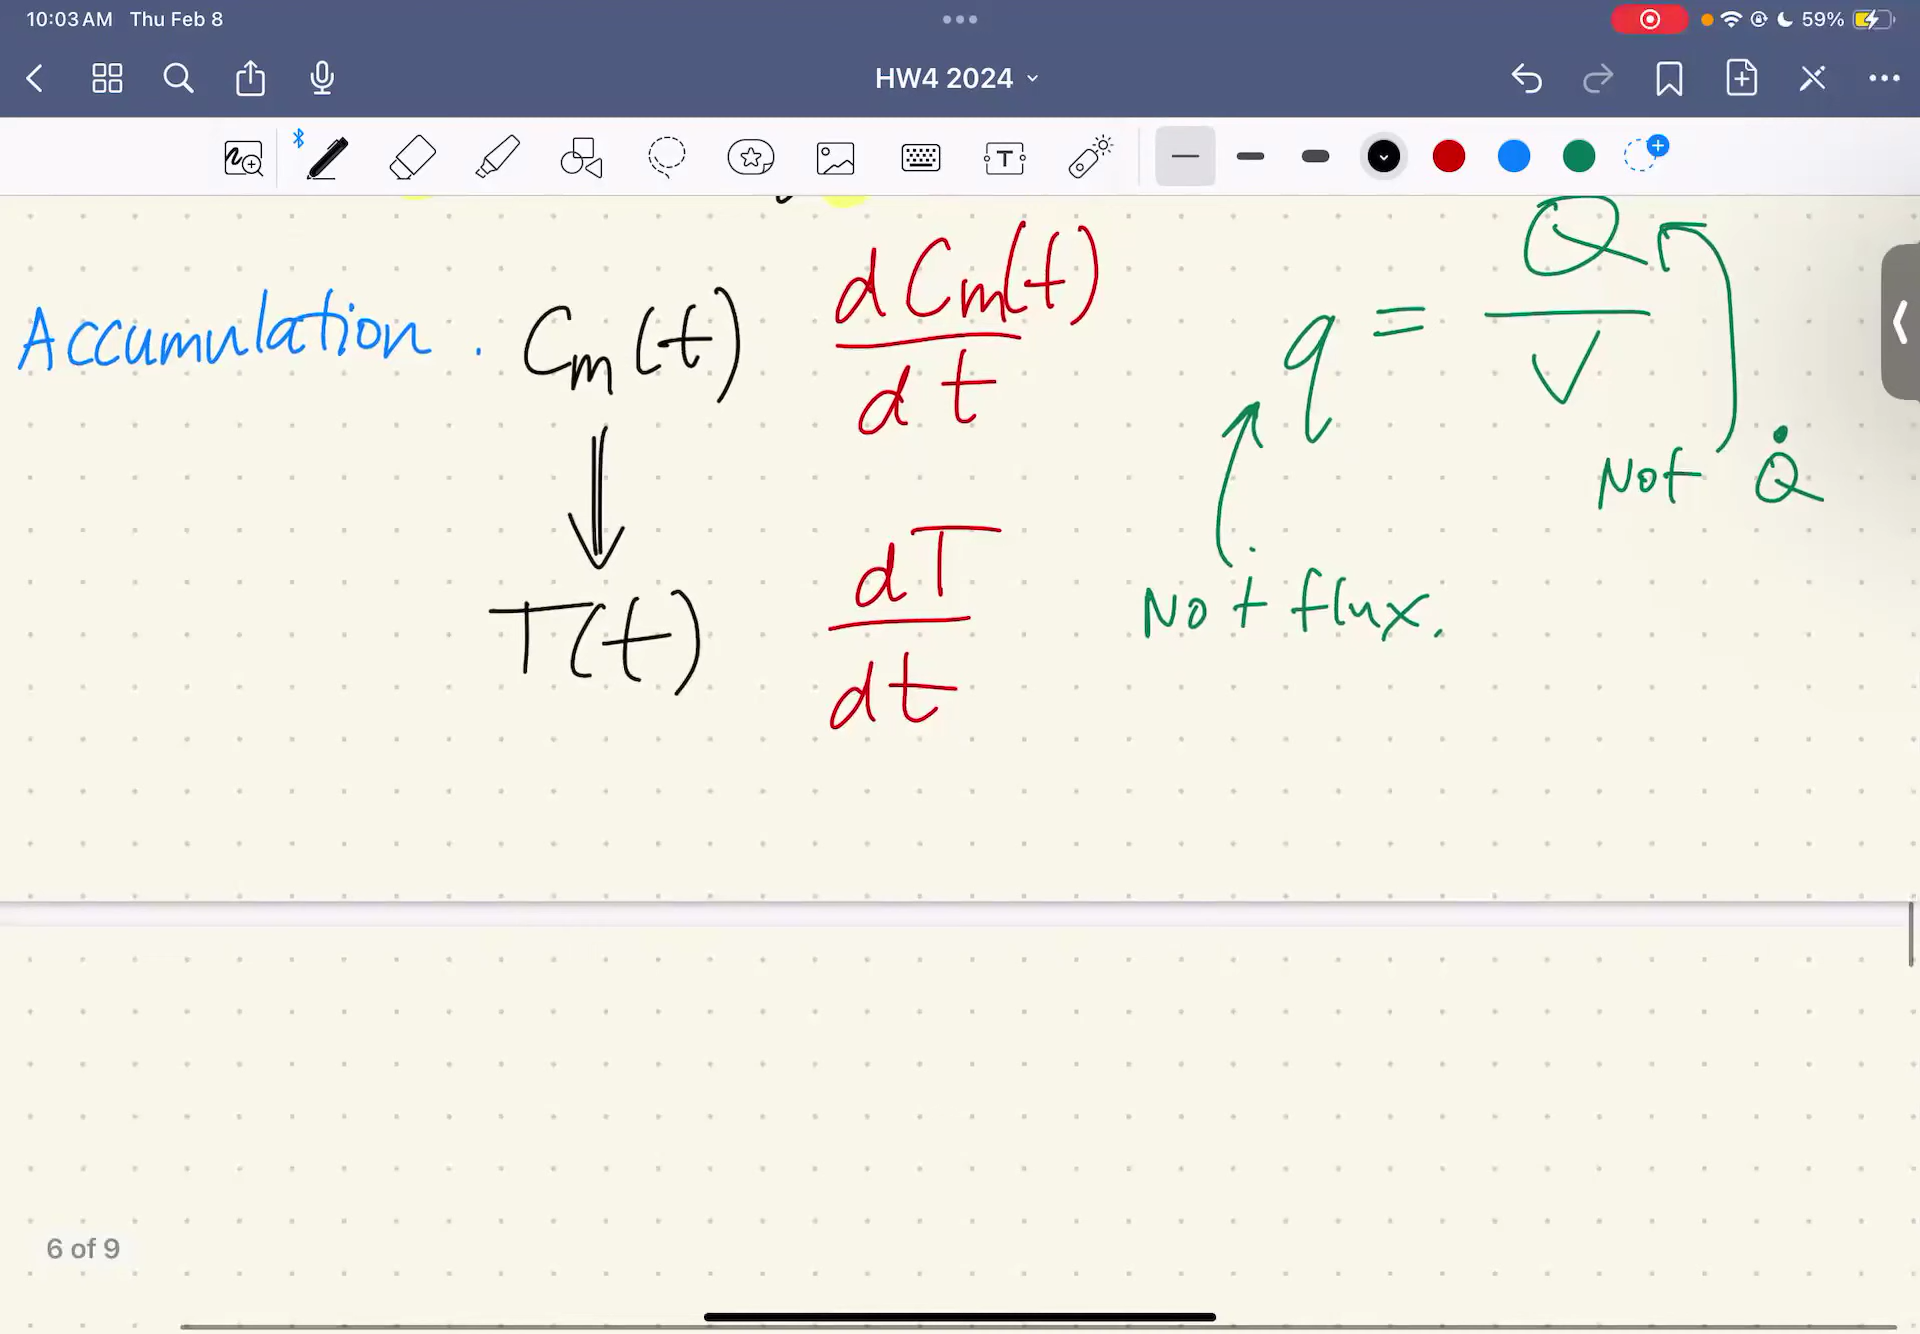 10:03 AM Thu Feb 8
59%
HW4 2024
T
Accumulation. Cm(t) dCm(t)/dt
q = Q/V
Not Q̇
T(t) dT/dt
Not flux.
6 of 9